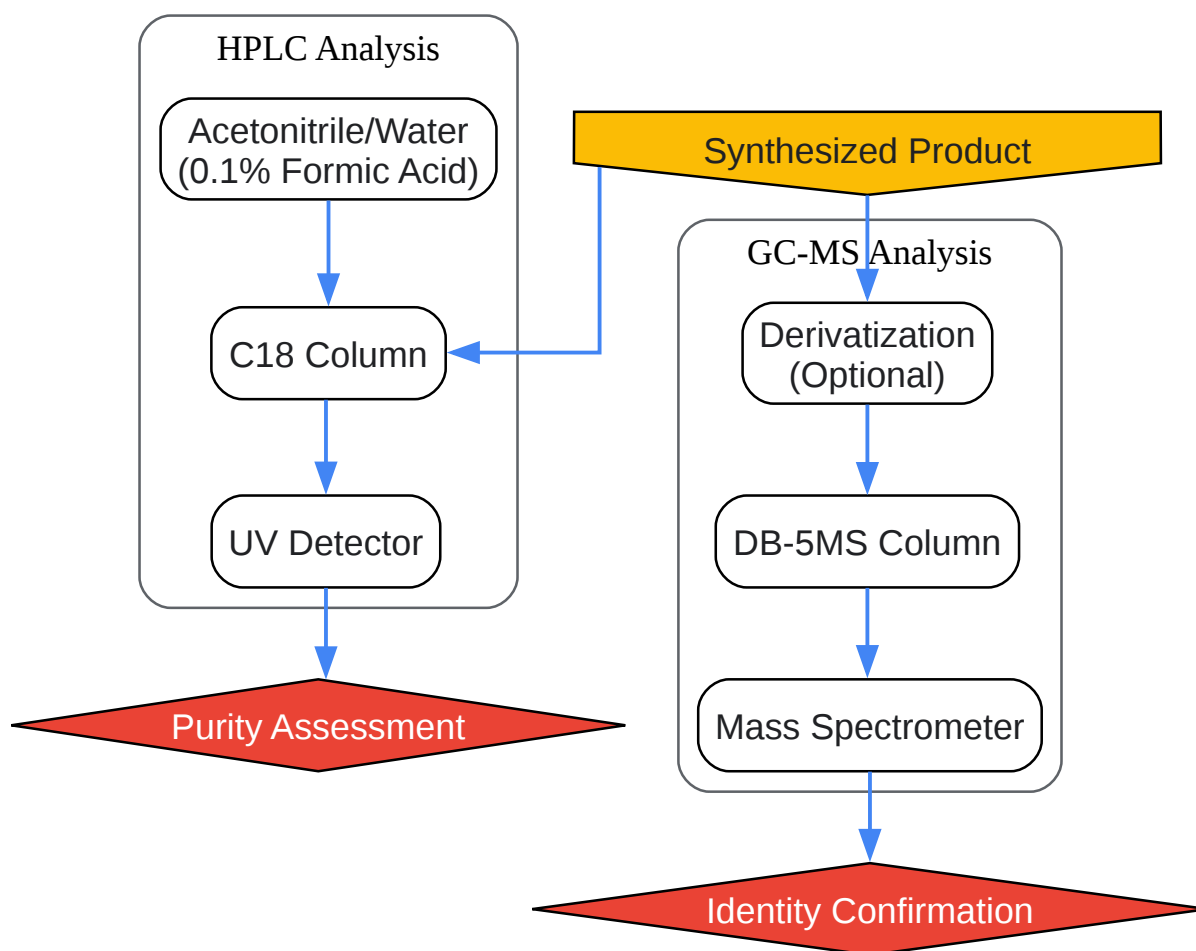 HPLC Analysis
Acetonitrile/Water
(0.1% Formic Acid)
C18 Column
UV Detector
Purity Assessment
Synthesized Product
GC-MS Analysis
Derivatization
(Optional)
DB-5MS Column
Mass Spectrometer
Identity Confirmation